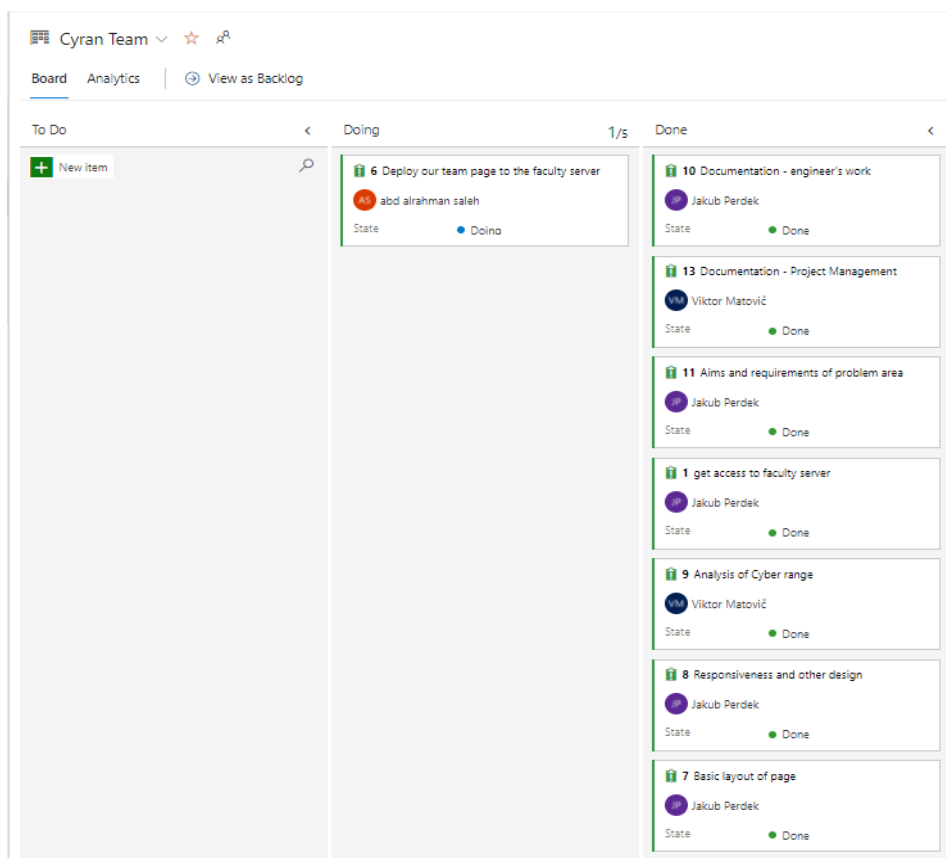 Cyran Team
Board Analytics View as Backlog
To Do
New item
Doing 1/5
6 Deploy our team page to the faculty server
AS abd alrahman saleh
State Doing
Done
10 Documentation - engineer's work
JP Jakub Perdek
State Done
13 Documentation - Project Management
VM Viktor Matovič
State Done
11 Aims and requirements of problem area
JP Jakub Perdek
State Done
1 get access to faculty server
JP Jakub Perdek
State Done
9 Analysis of Cyber range
VM Viktor Matovič
State Done
8 Responsiveness and other design
JP Jakub Perdek
State Done
7 Basic layout of page
JP Jakub Perdek
State Done